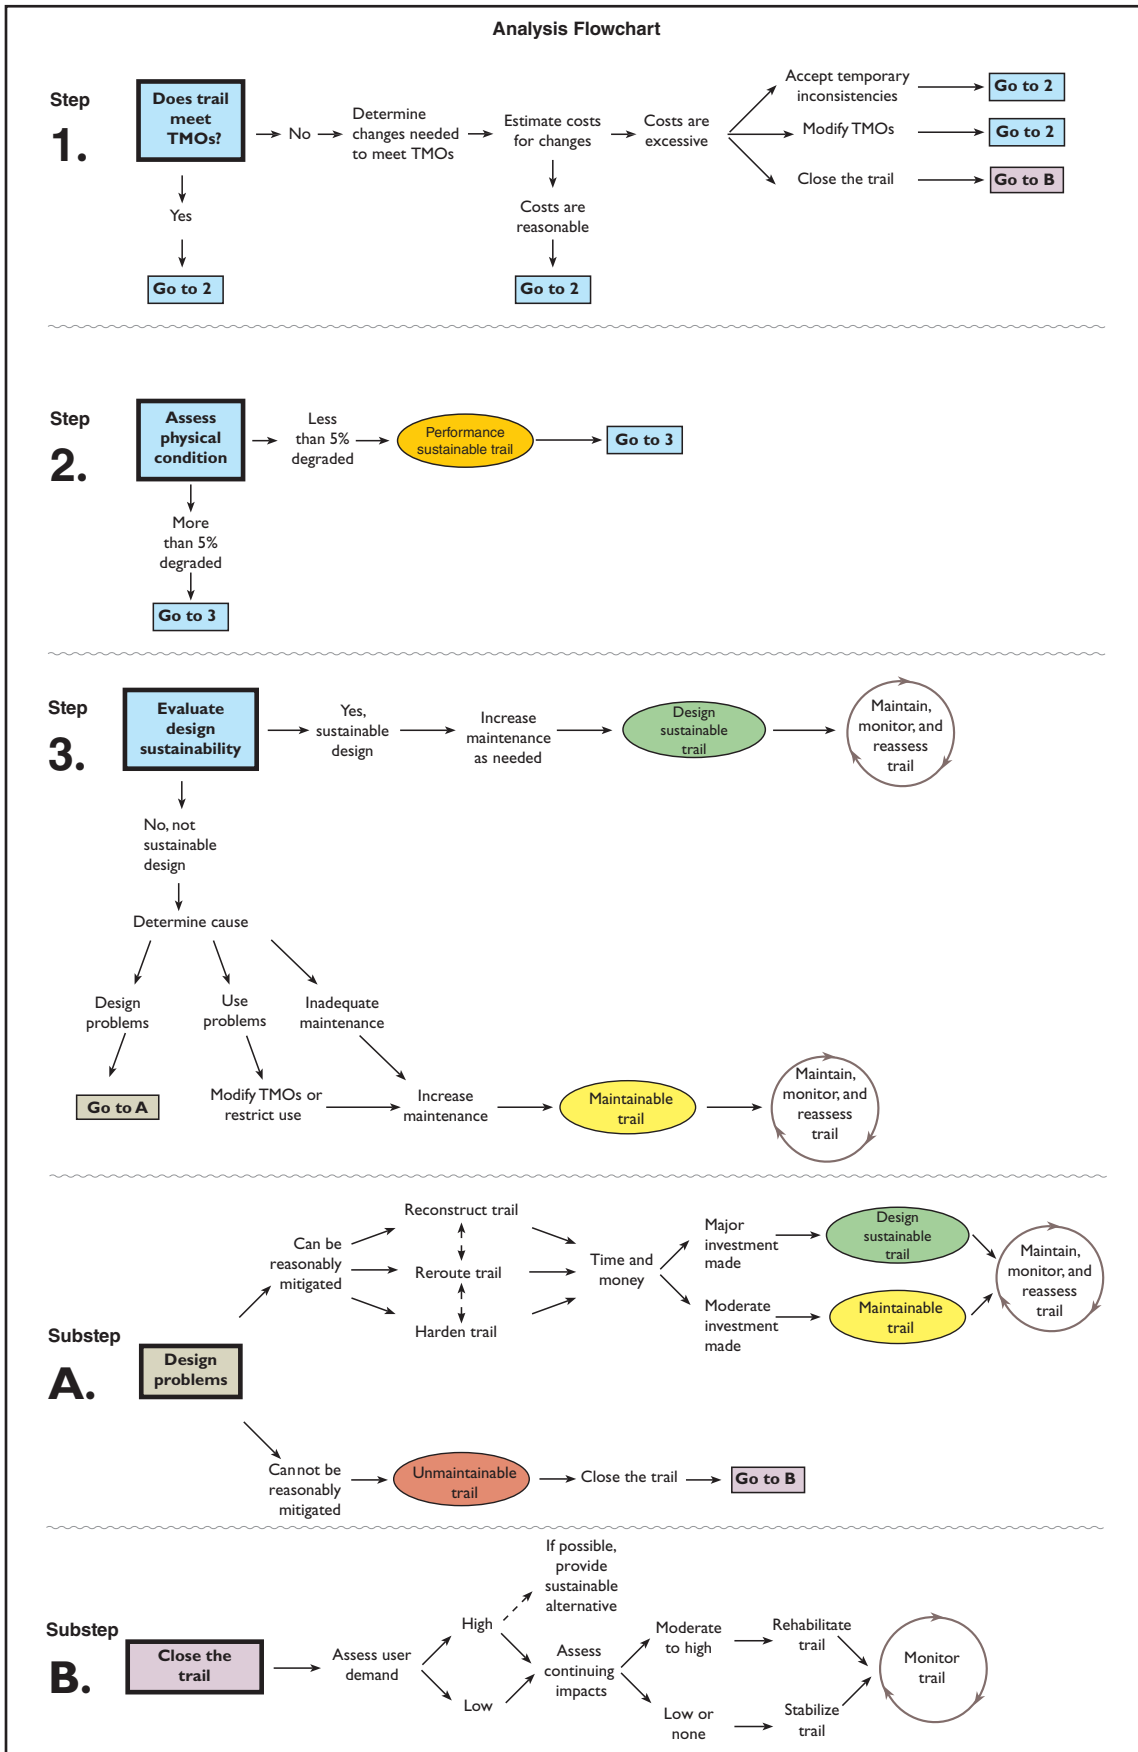 Analysis Flowchart
Step
1.
Does trail
meet
TMOs?
No
Determine
changes needed
to meet TMOs
Estimate costs
for changes
Costs are
excessive
Accept temporary
inconsistencies
Go to 2
Modify TMOs
Go to 2
Close the trail
Go to B
Yes
Go to 2
Costs are
reasonable
Go to 2
Step
2.
Assess
physical
condition
Less
than 5%
degraded
Performance
sustainable trail
Go to 3
More
than 5%
degraded
Go to 3
Step
3.
Evaluate
design
sustainability
Yes,
sustainable
design
Increase
maintenance
as needed
Design
sustainable
trail
Maintain,
monitor, and
reassess
trail
No, not
sustainable
design
Determine cause
Design
problems
Use
problems
Inadequate
maintenance
Go to A
Modify TMOs or
restrict use
Increase
maintenance
Maintainable
trail
Maintain,
monitor, and
reassess
trail
Substep
A.
Design
problems
Can be
reasonably
mitigated
Reconstruct trail
Reroute trail
Harden trail
Time and
money
Major
investment
made
Design
sustainable
trail
Moderate
investment
made
Maintainable
trail
Maintain,
monitor, and
reassess
trail
Cannot be
reasonably
mitigated
Unmaintainable
trail
Close the trail
Go to B
Substep
B.
Close the
trail
Assess user
demand
High
If possible,
provide
sustainable
alternative
Low
Assess
continuing
impacts
Moderate
to high
Rehabilitate
trail
Low or
none
Stabilize
trail
Monitor
trail